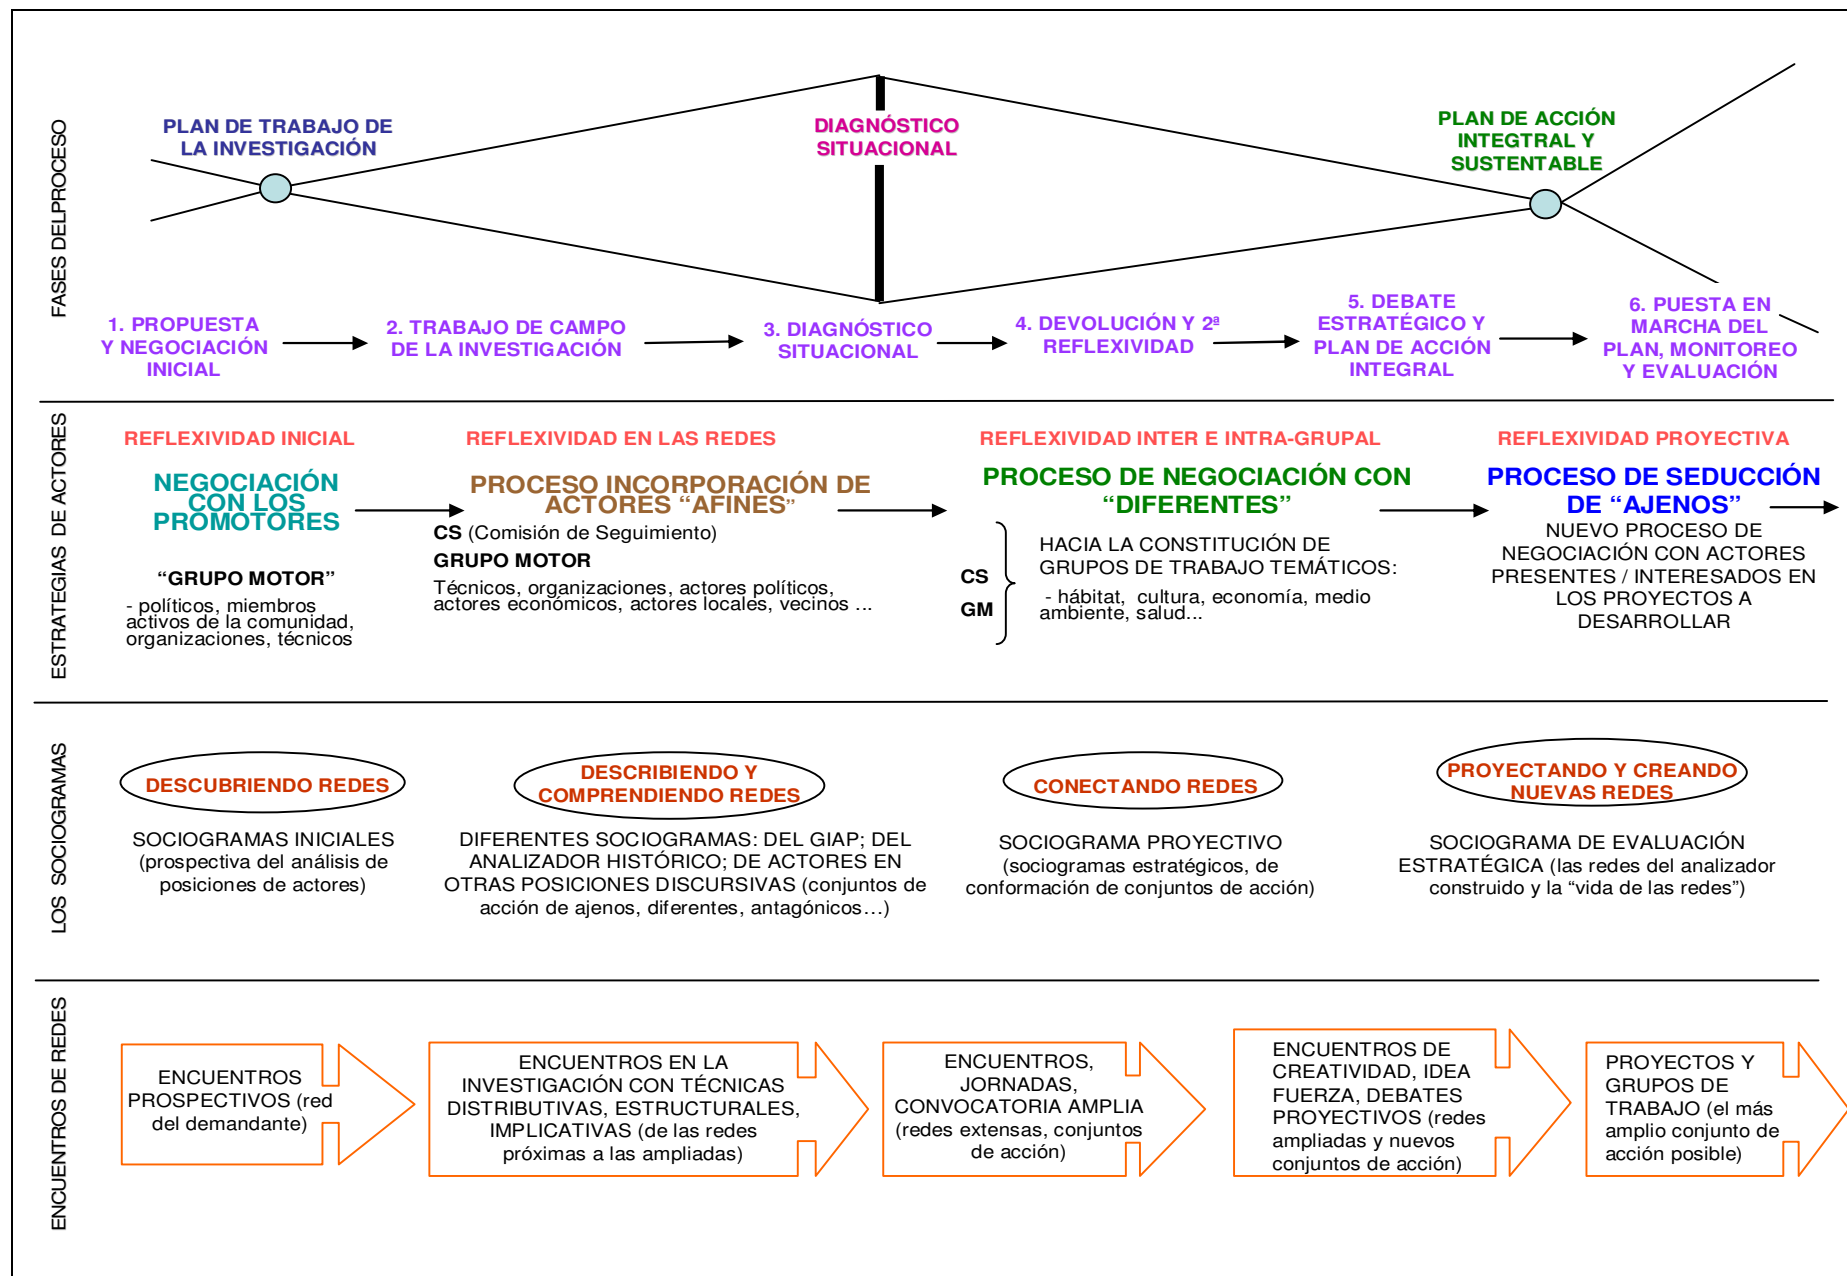 FASES DELPROCESO
PLAN DE TRABAJO DE
LA INVESTIGACIÓN
DIAGNÓSTICO
SITUACIONAL
PLAN DE ACCIÓN
INTEGTRAL Y
SUSTENTABLE
1. PROPUESTA
Y NEGOCIACIÓN
INICIAL
2. TRABAJO DE CAMPO
DE LA INVESTIGACIÓN
3. DIAGNÓSTICO
SITUACIONAL
4. DEVOLUCIÓN Y 2ª
REFLEXIVIDAD
5. DEBATE
ESTRATÉGICO Y
PLAN DE ACCIÓN
INTEGRAL
6. PUESTA EN
MARCHA DEL
PLAN, MONITOREO
Y EVALUACIÓN
ESTRATEGIAS DE ACTORES
REFLEXIVIDAD INICIAL
NEGOCIACIÓN
CON LOS
PROMOTORES
“GRUPO MOTOR”
- políticos, miembros
activos de la comunidad,
organizaciones, técnicos
REFLEXIVIDAD EN LAS REDES
PROCESO INCORPORACIÓN DE
ACTORES “AFINES”
CS (Comisión de Seguimiento)
GRUPO MOTOR
Técnicos, organizaciones, actores políticos,
actores económicos, actores locales, vecinos ...
REFLEXIVIDAD INTER E INTRA-GRUPAL
PROCESO DE NEGOCIACIÓN CON
“DIFERENTES”
CS
GM
HACIA LA CONSTITUCIÓN DE
GRUPOS DE TRABAJO TEMÁTICOS:
- hábitat, cultura, economía, medio
ambiente, salud...
REFLEXIVIDAD PROYECTIVA
PROCESO DE SEDUCCIÓN
DE “AJENOS”
NUEVO PROCESO DE
NEGOCIACIÓN CON ACTORES
PRESENTES / INTERESADOS EN
LOS PROYECTOS A
DESARROLLAR
LOS SOCIOGRAMAS
DESCUBRIENDO REDES
SOCIOGRAMAS INICIALES
(prospectiva del análisis de
posiciones de actores)
DESCRIBIENDO Y
COMPRENDIENDO REDES
DIFERENTES SOCIOGRAMAS: DEL GIAP; DEL
ANALIZADOR HISTÓRICO; DE ACTORES EN
OTRAS POSICIONES DISCURSIVAS (conjuntos de
acción de ajenos, diferentes, antagónicos…)
CONECTANDO REDES
SOCIOGRAMA PROYECTIVO
(sociogramas estratégicos, de
conformación de conjuntos de acción)
PROYECTANDO Y CREANDO
NUEVAS REDES
SOCIOGRAMA DE EVALUACIÓN
ESTRATÉGICA (las redes del analizador
construido y la “vida de las redes”)
ENCUENTROS DE REDES
ENCUENTROS
PROSPECTIVOS (red
del demandante)
ENCUENTROS EN LA
INVESTIGACIÓN CON TÉCNICAS
DISTRIBUTIVAS, ESTRUCTURALES,
IMPLICATIVAS (de las redes
próximas a las ampliadas)
ENCUENTROS,
JORNADAS,
CONVOCATORIA AMPLIA
(redes extensas, conjuntos
de acción)
ENCUENTROS DE
CREATIVIDAD, IDEA
FUERZA, DEBATES
PROYECTIVOS (redes
ampliadas y nuevos
conjuntos de acción)
PROYECTOS Y
GRUPOS DE
TRABAJO (el más
amplio conjunto de
acción posible)